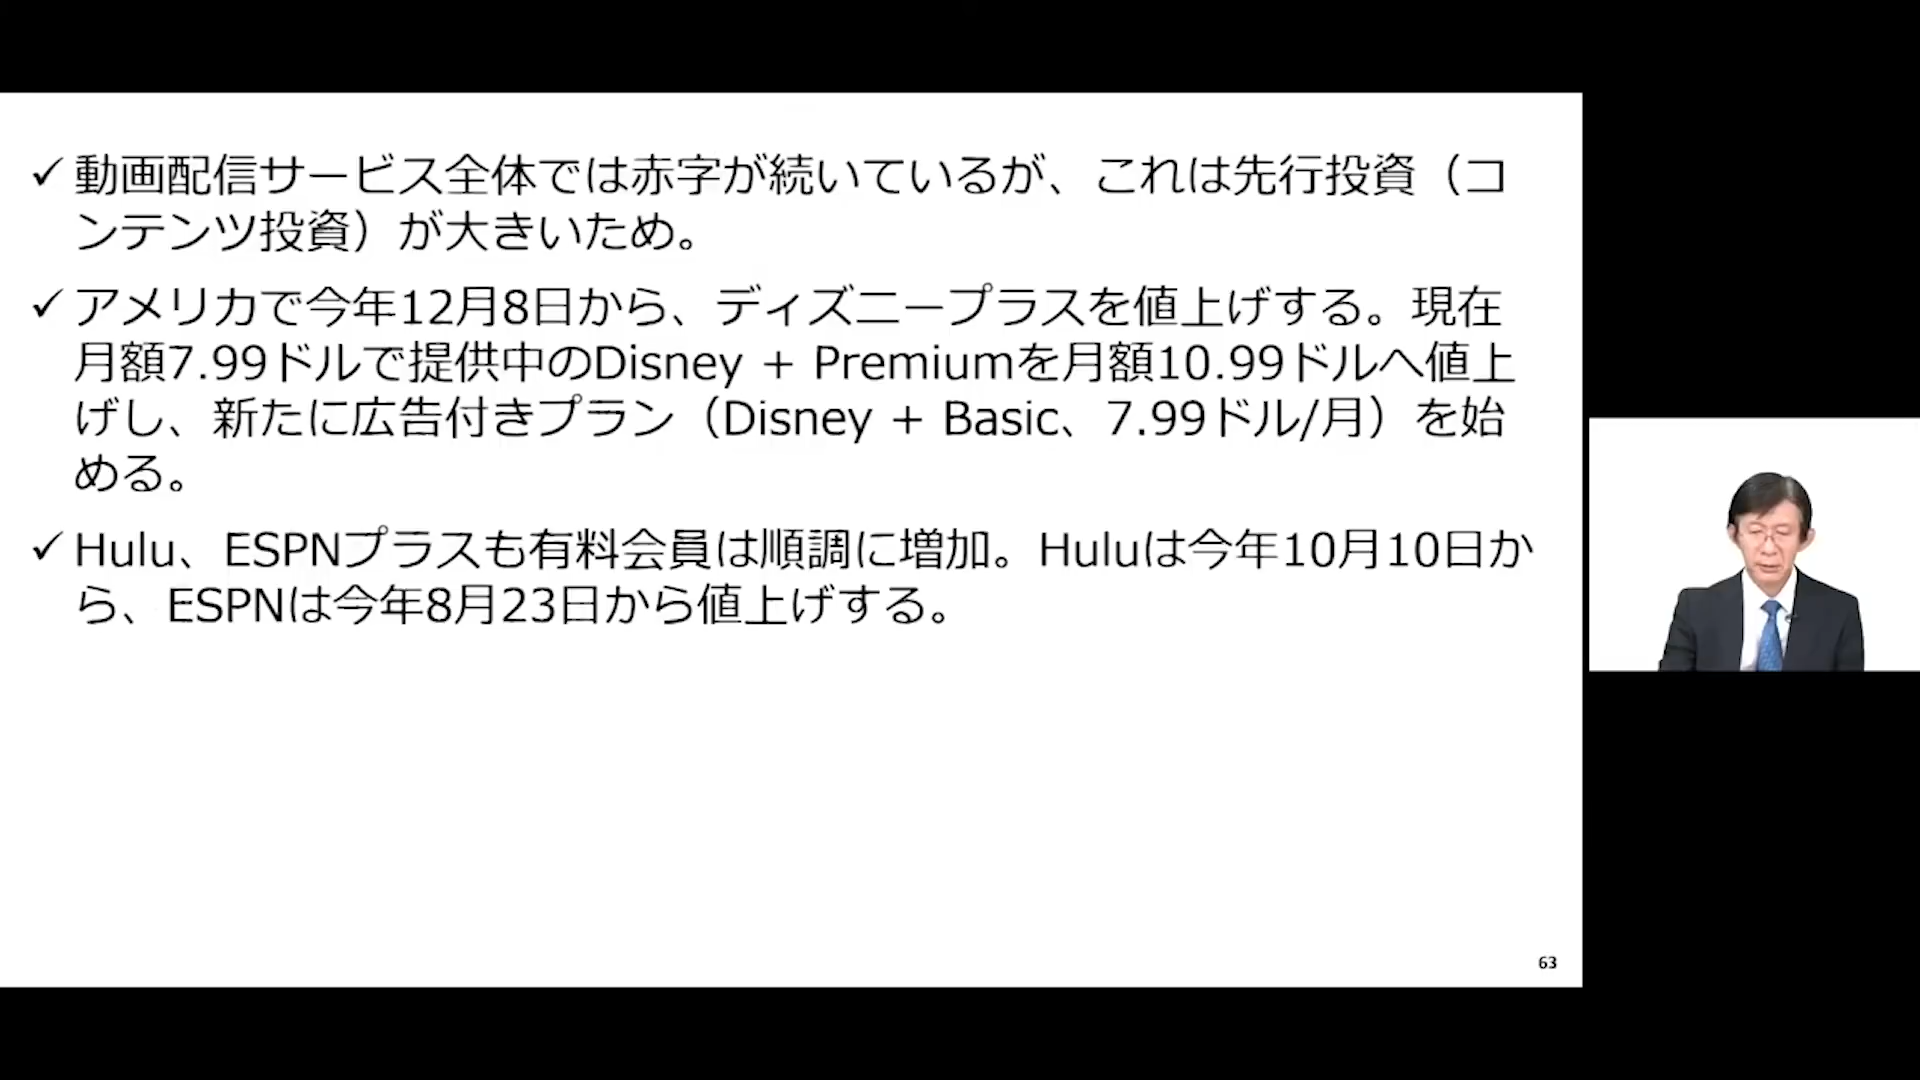 ✓動画配信サービス全体では赤字が続いているが、これは先行投資（コ
ンテンツ投資）が大きいため。
✓アメリカで今年12月8日から、ディズニープラスを値上げする。現在
月額7.99ドルで提供中のDisney + Premiumを月額10.99ドルへ値上
げし、新たに広告付きプラン（Disney + Basic、7.99ドル/月）を始
める。
✓Hulu、ESPNプラスも有料会員は順調に増加。Huluは今年10月10日か
ら、ESPNは今年8月23日から値上げする。
63